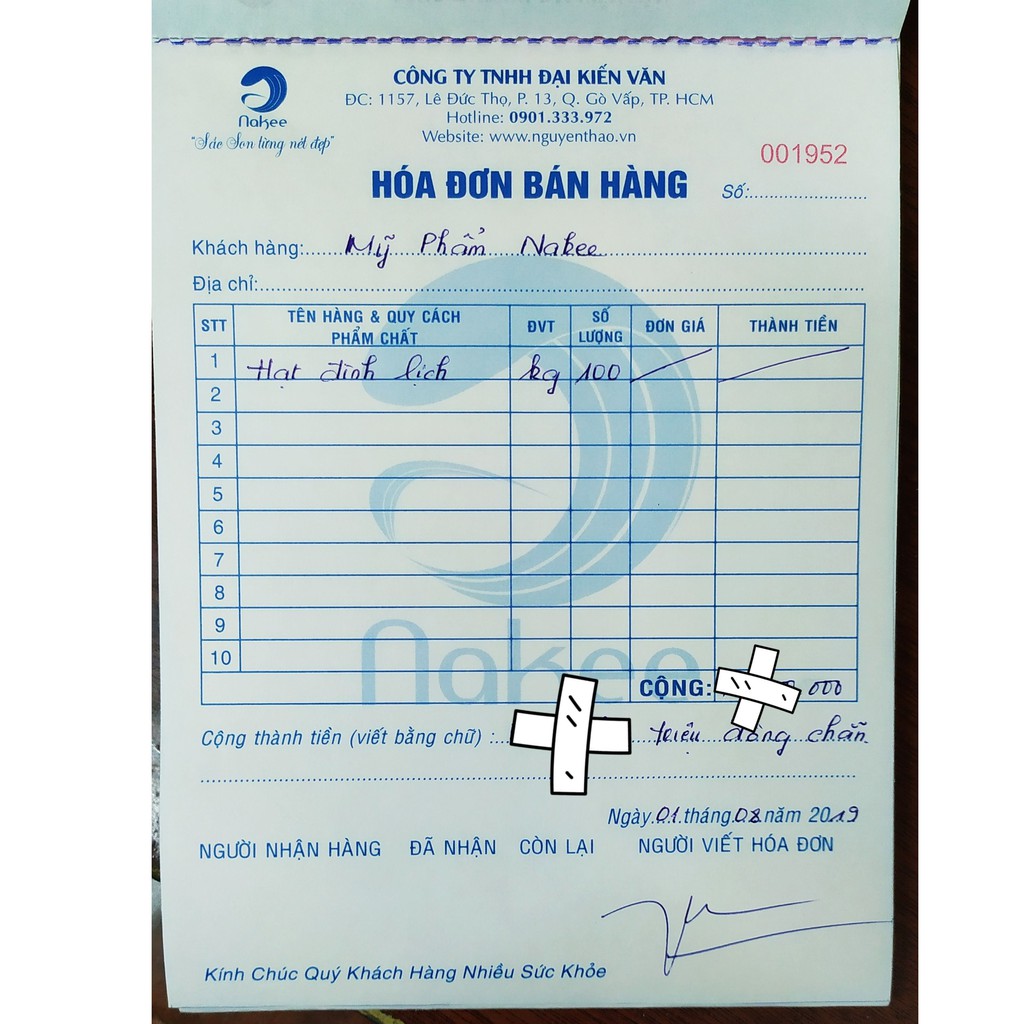 Nakee
"Sắc Son từng nét đẹp"
CÔNG TY TNHH ĐẠI KIẾN VĂN
ĐC: 1157, Lê Đức Thọ, P. 13, Q. Gò Vấp, TP. HCM
Hotline: 0901.333.972
Website: www.nguyenthao.vn
001952
HÓA ĐƠN BÁN HÀNG
Số:
Khách hàng: Mỹ Phẩm Nakee
Địa chỉ:
STT TÊN HÀNG & QUY CÁCH PHẨM CHẤT ĐVT SỐ LƯỢNG ĐƠN GIÁ THÀNH TIỀN
1 Hạt đình lịch kg 100
2
3
4
5
6
7
8
9
10
Nakee
CỘNG: 000
Cộng thành tiền (viết bằng chữ) : triệu đồng chẵn
Ngày 01 tháng 08 năm 2019
NGƯỜI NHẬN HÀNG ĐÃ NHẬN CÒN LẠI NGƯỜI VIẾT HÓA ĐƠN
Kính Chúc Quý Khách Hàng Nhiều Sức Khỏe